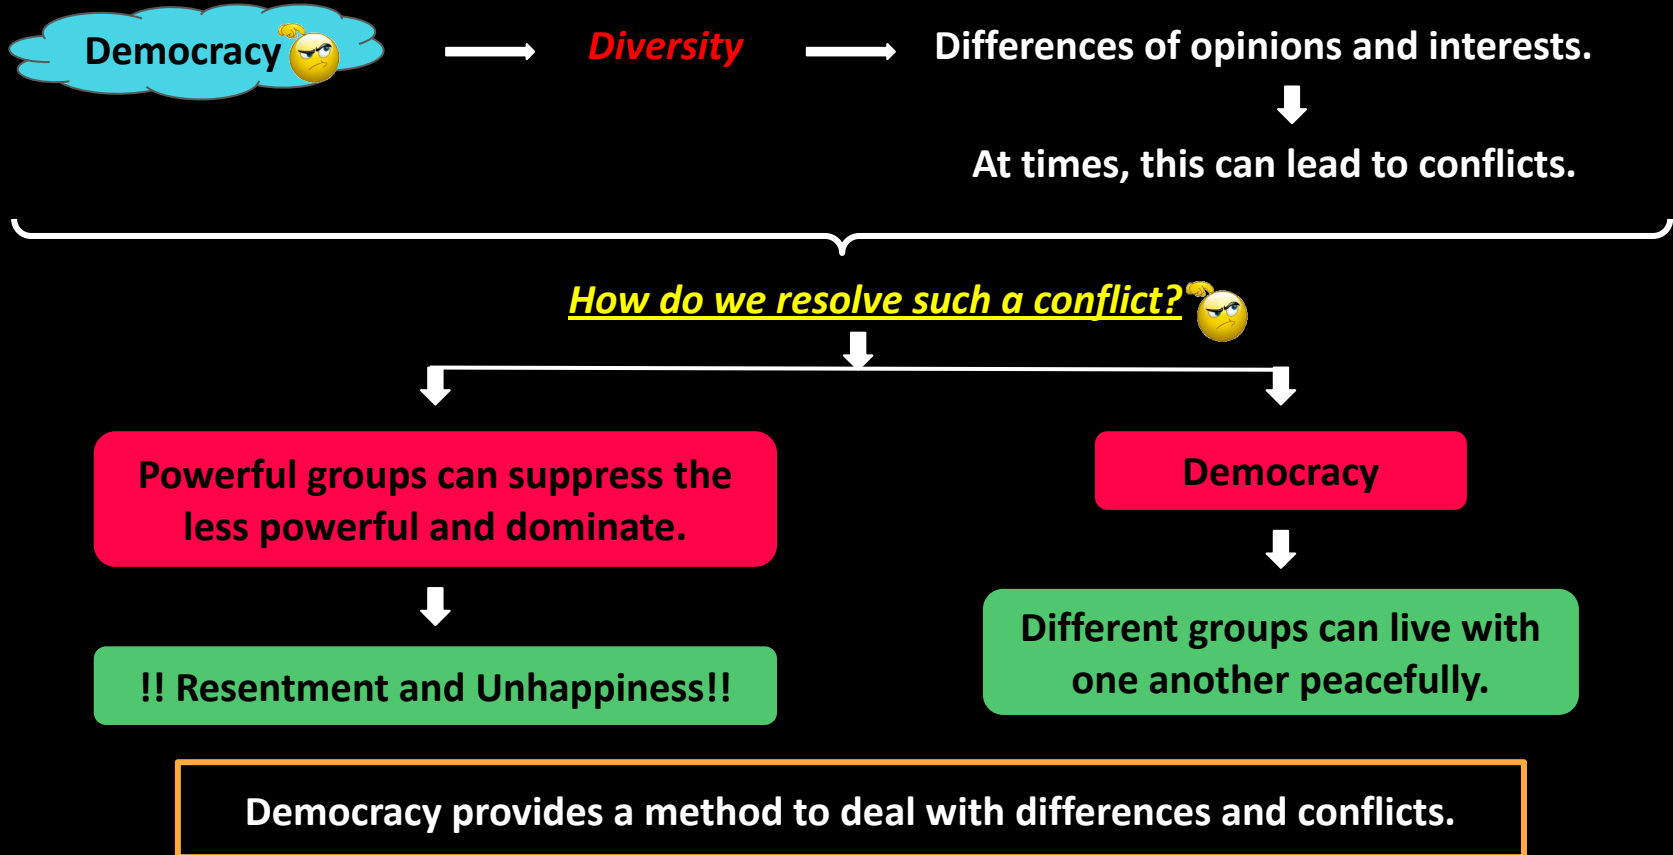 Democracy
Diversity
Differences of opinions and interests.
At times, this can lead to conflicts.
How do we resolve such a conflict?
Powerful groups can suppress the
less powerful and dominate.
!! Resentment and Unhappiness!!
Democracy
Different groups can live with
one another peacefully.
Democracy provides a method to deal with differences and conflicts.